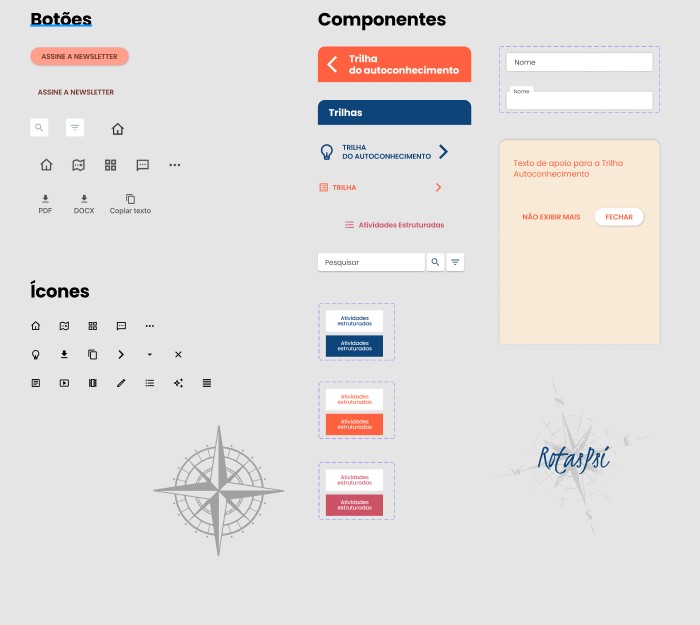 Botões
ASSINE A NEWSLETTER
ASSINE A NEWSLETTER
PDF
DOCX
Copiar texto
Ícones
Componentes
Trilha
do autoconhecimento
Trilhas
TRILHA
DO AUTOCONHECIMENTO
TRILHA
Atividades Estruturadas
Pesquisar
Atividades
estruturadas
Atividades
estruturadas
Atividades
estruturadas
Atividades
estruturadas
Atividades
estruturadas
Atividades
estruturadas
Nome
Nome
Texto de apoio para a Trilha
Autoconhecimento
NÃO EXIBIR MAIS
FECHAR
N
E
W
S
RotasPsi